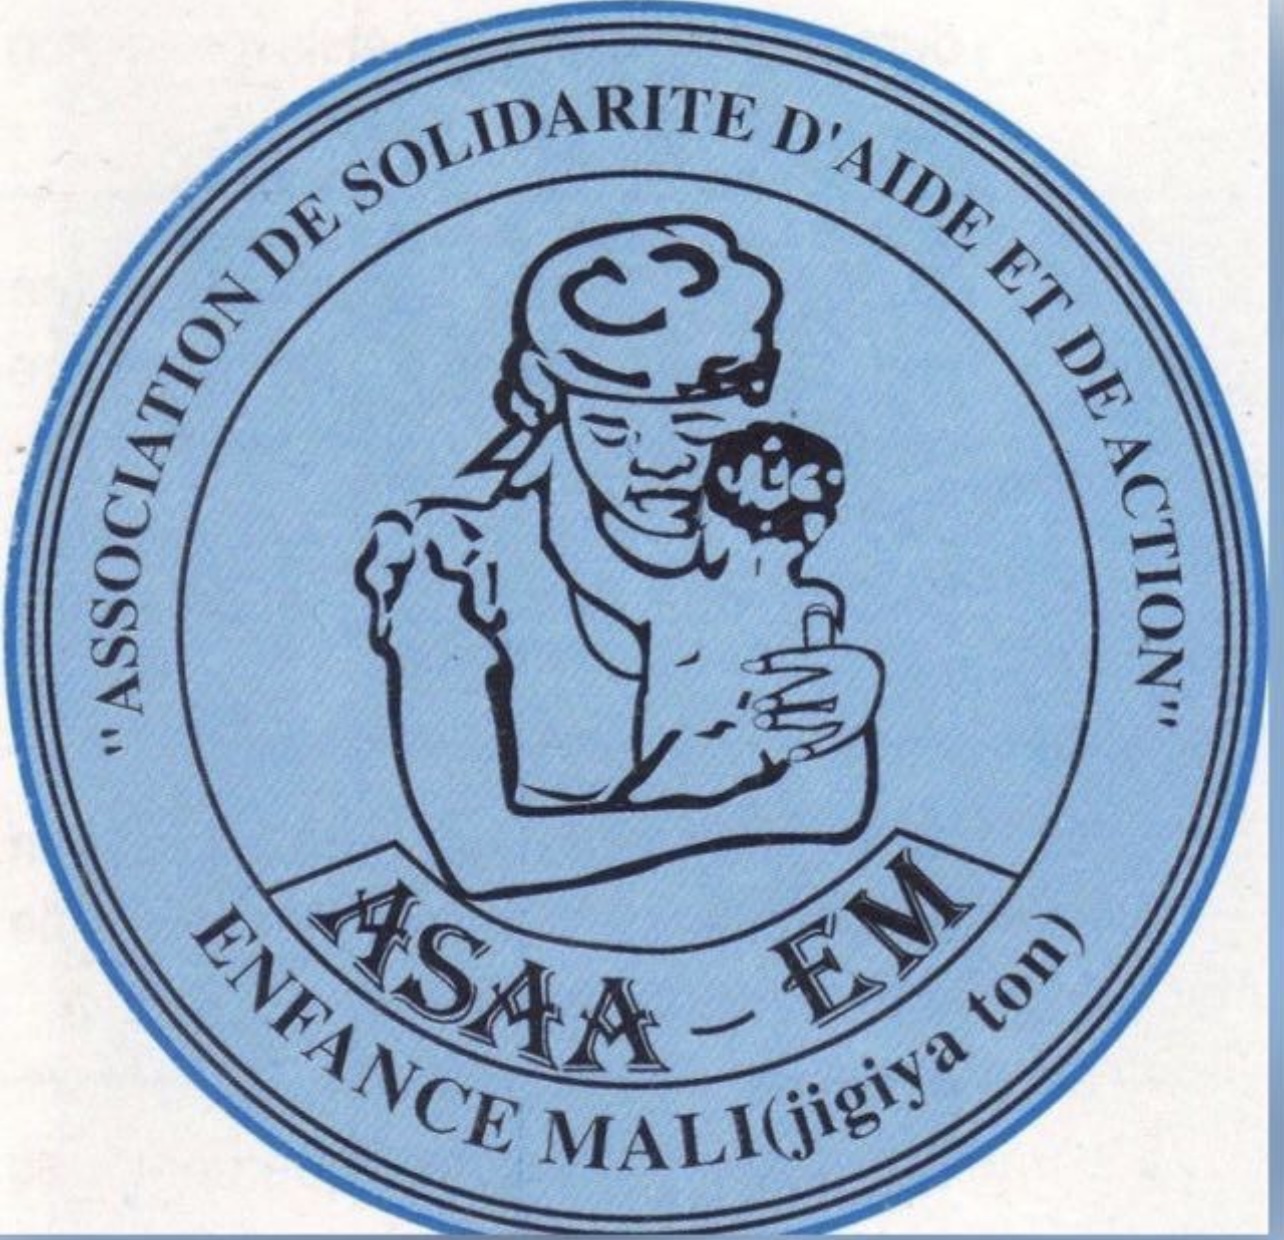 "ASSOCIATION DE SOLIDARITE D'AIDE ET DE ACTION"
ASAA - EM
ENFANCE MALI(jigiya ton)